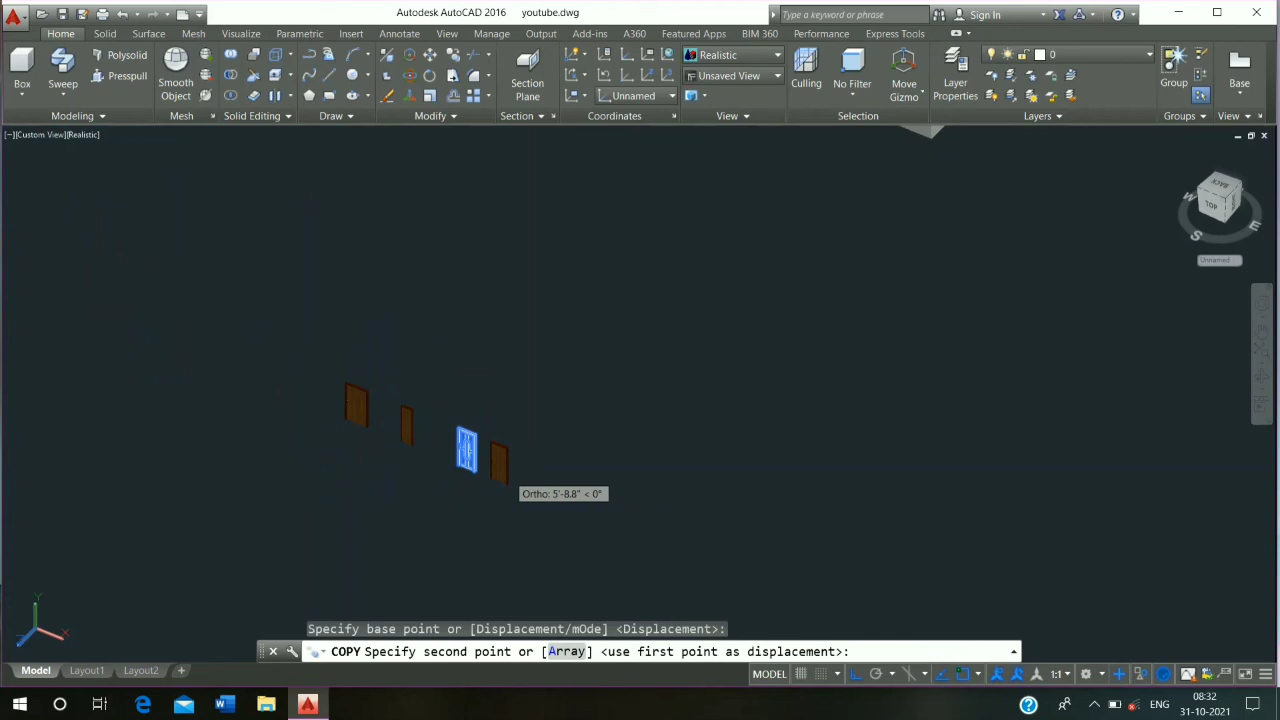 Autodesk AutoCAD 2016 youtube.dwg
Type a keyword or phrase
Sign In
Home Solid Surface Mesh Visualize Parametric Insert Annotate View Manage Output Add-ins A360 Featured Apps BIM 360 Performance Express Tools
Polysolid
Presspull
Box
Sweep
Smooth
Object
Section
Plane
Unnamed
Realistic
Unsaved View
Culling
No Filter
Move
Gizmo
Layer
Properties
0
Group
Base
Modeling
Mesh
Solid Editing
Draw
Modify
Section
Coordinates
View
Selection
Layers
Groups
View
[−][Custom View][Realistic]
BACK
TOP
W
S
E
Unnamed
Ortho: 5'-8.8" < 0°
Y
X
Specify base point or [Displacement/mOde] <Displacement>:
COPY Specify second point or [Array] <use first point as displacement>:
Model Layout1 Layout2 +
MODEL
1:1
ENG
08:32
31-10-2021